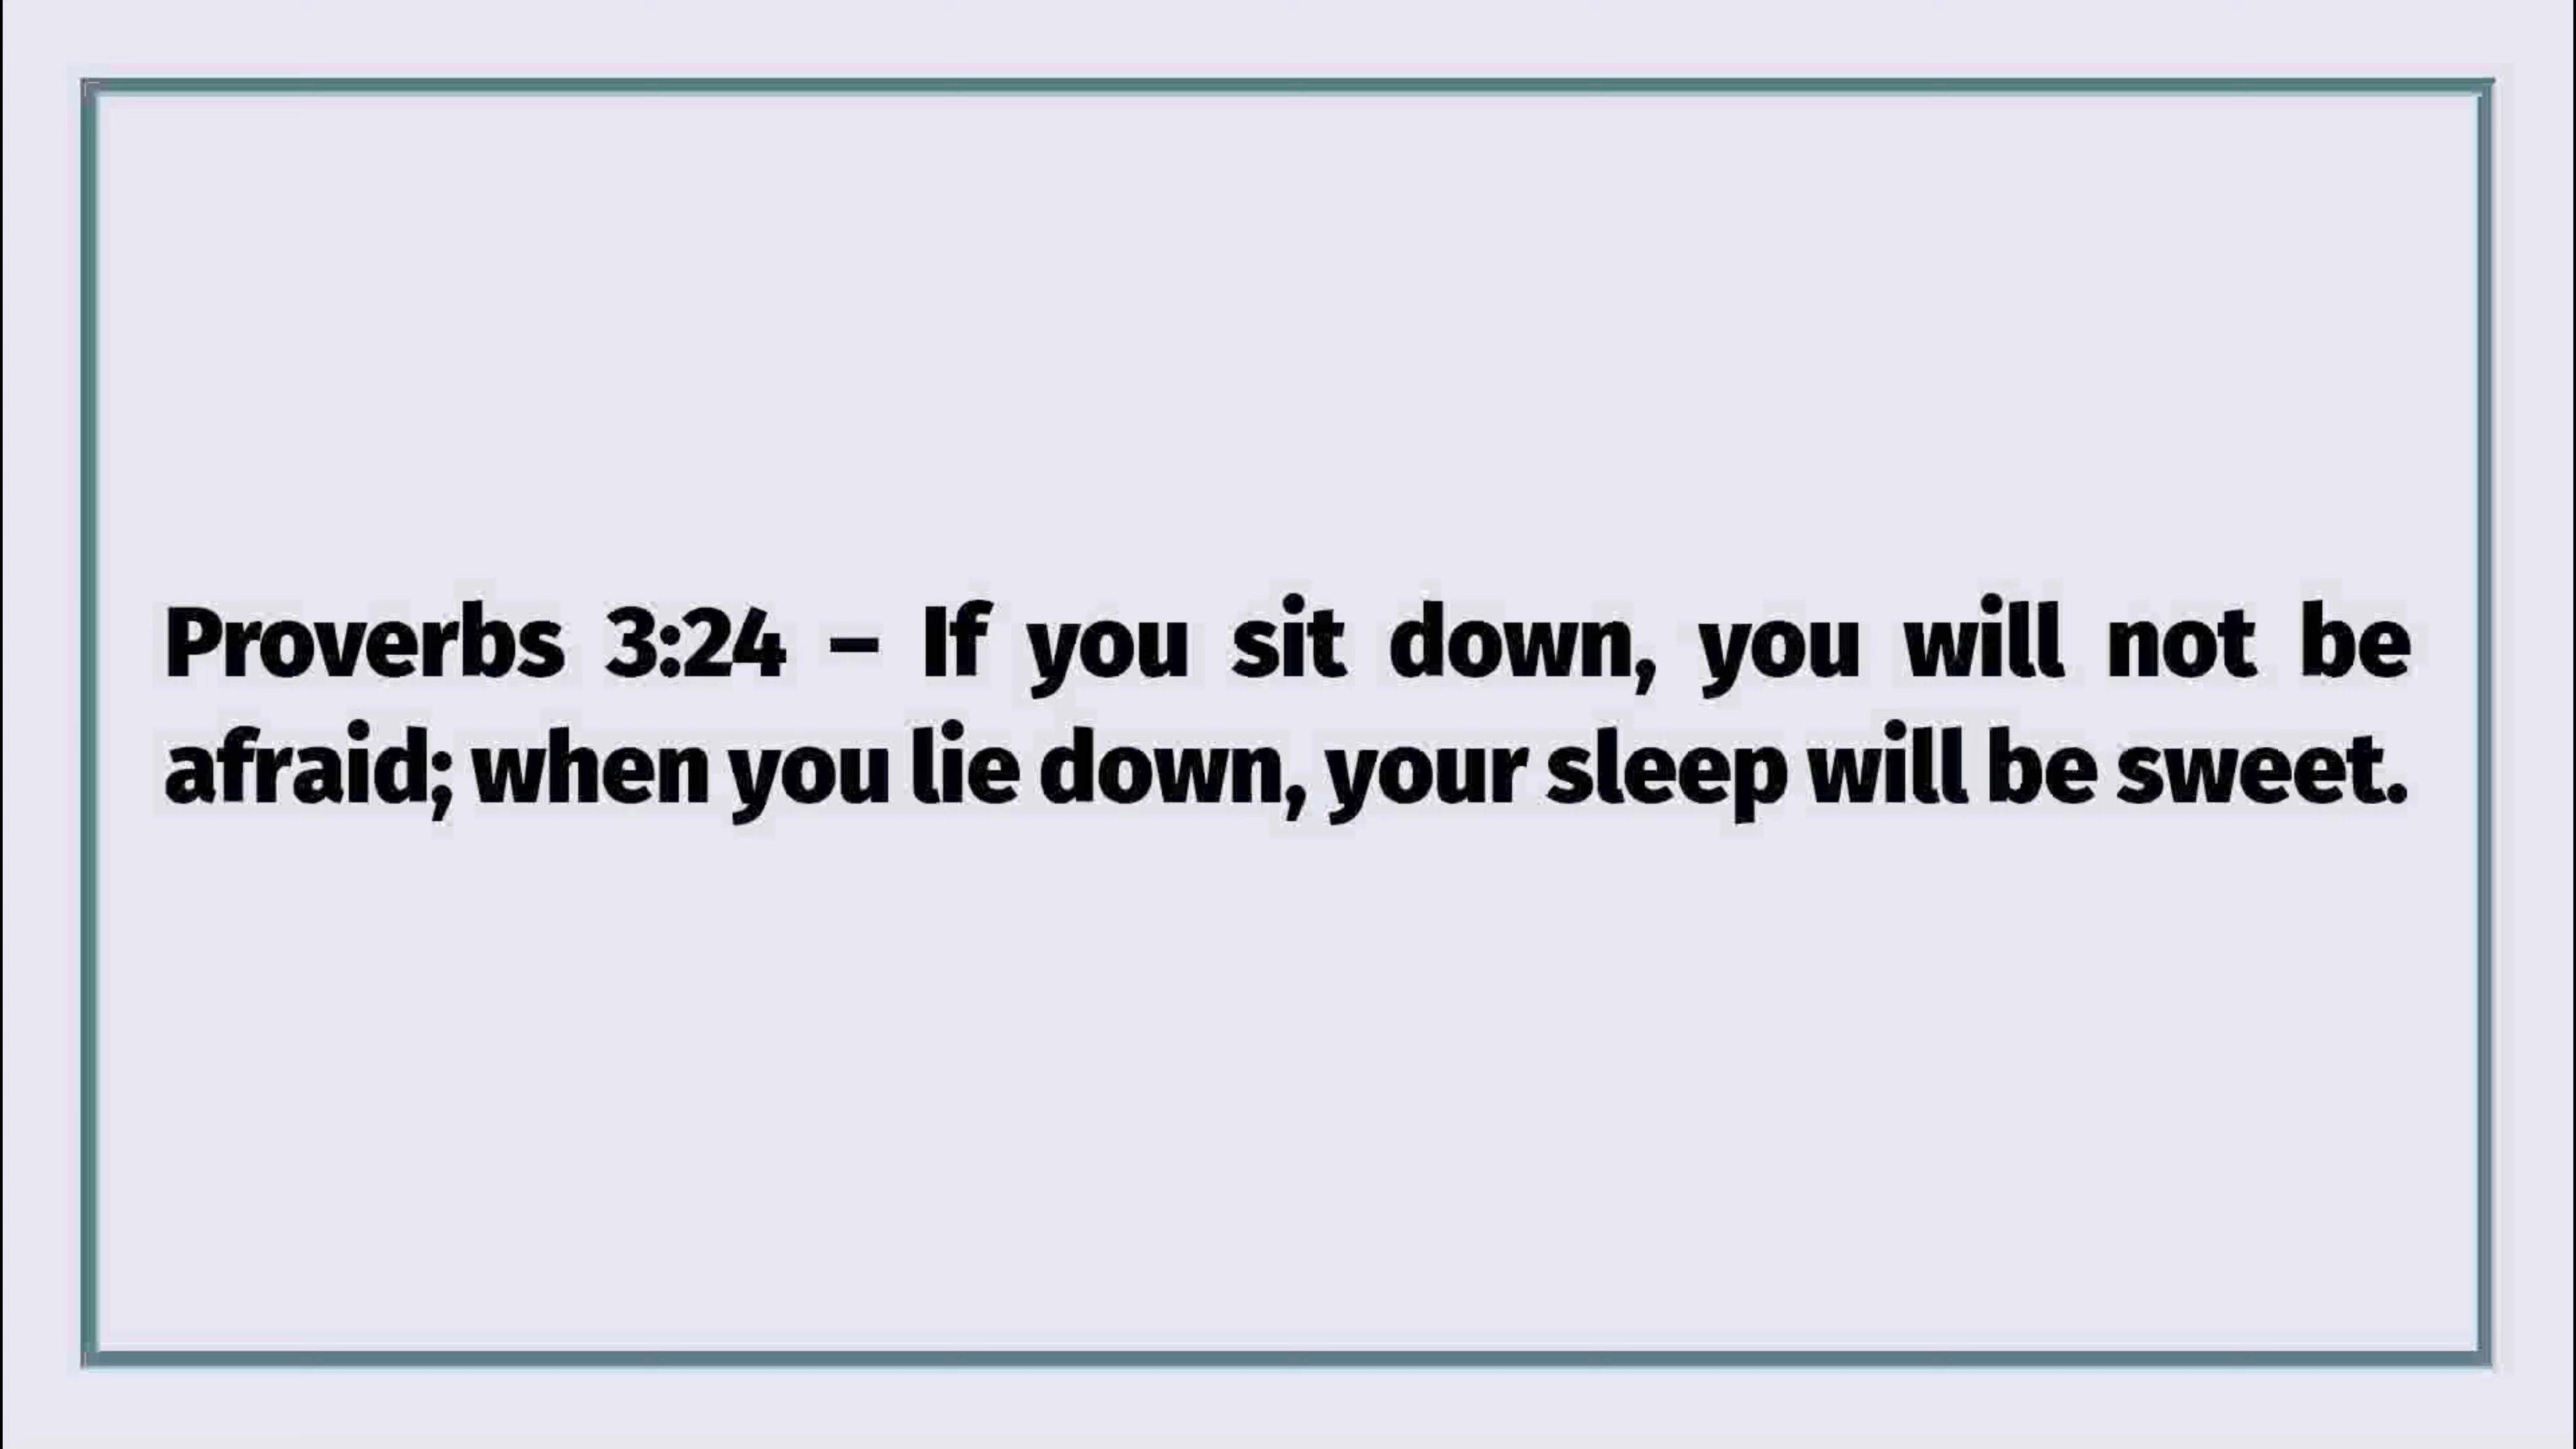 Proverbs 3:24 – If you sit down, you will not be
afraid; when you lie down, your sleep will be sweet.